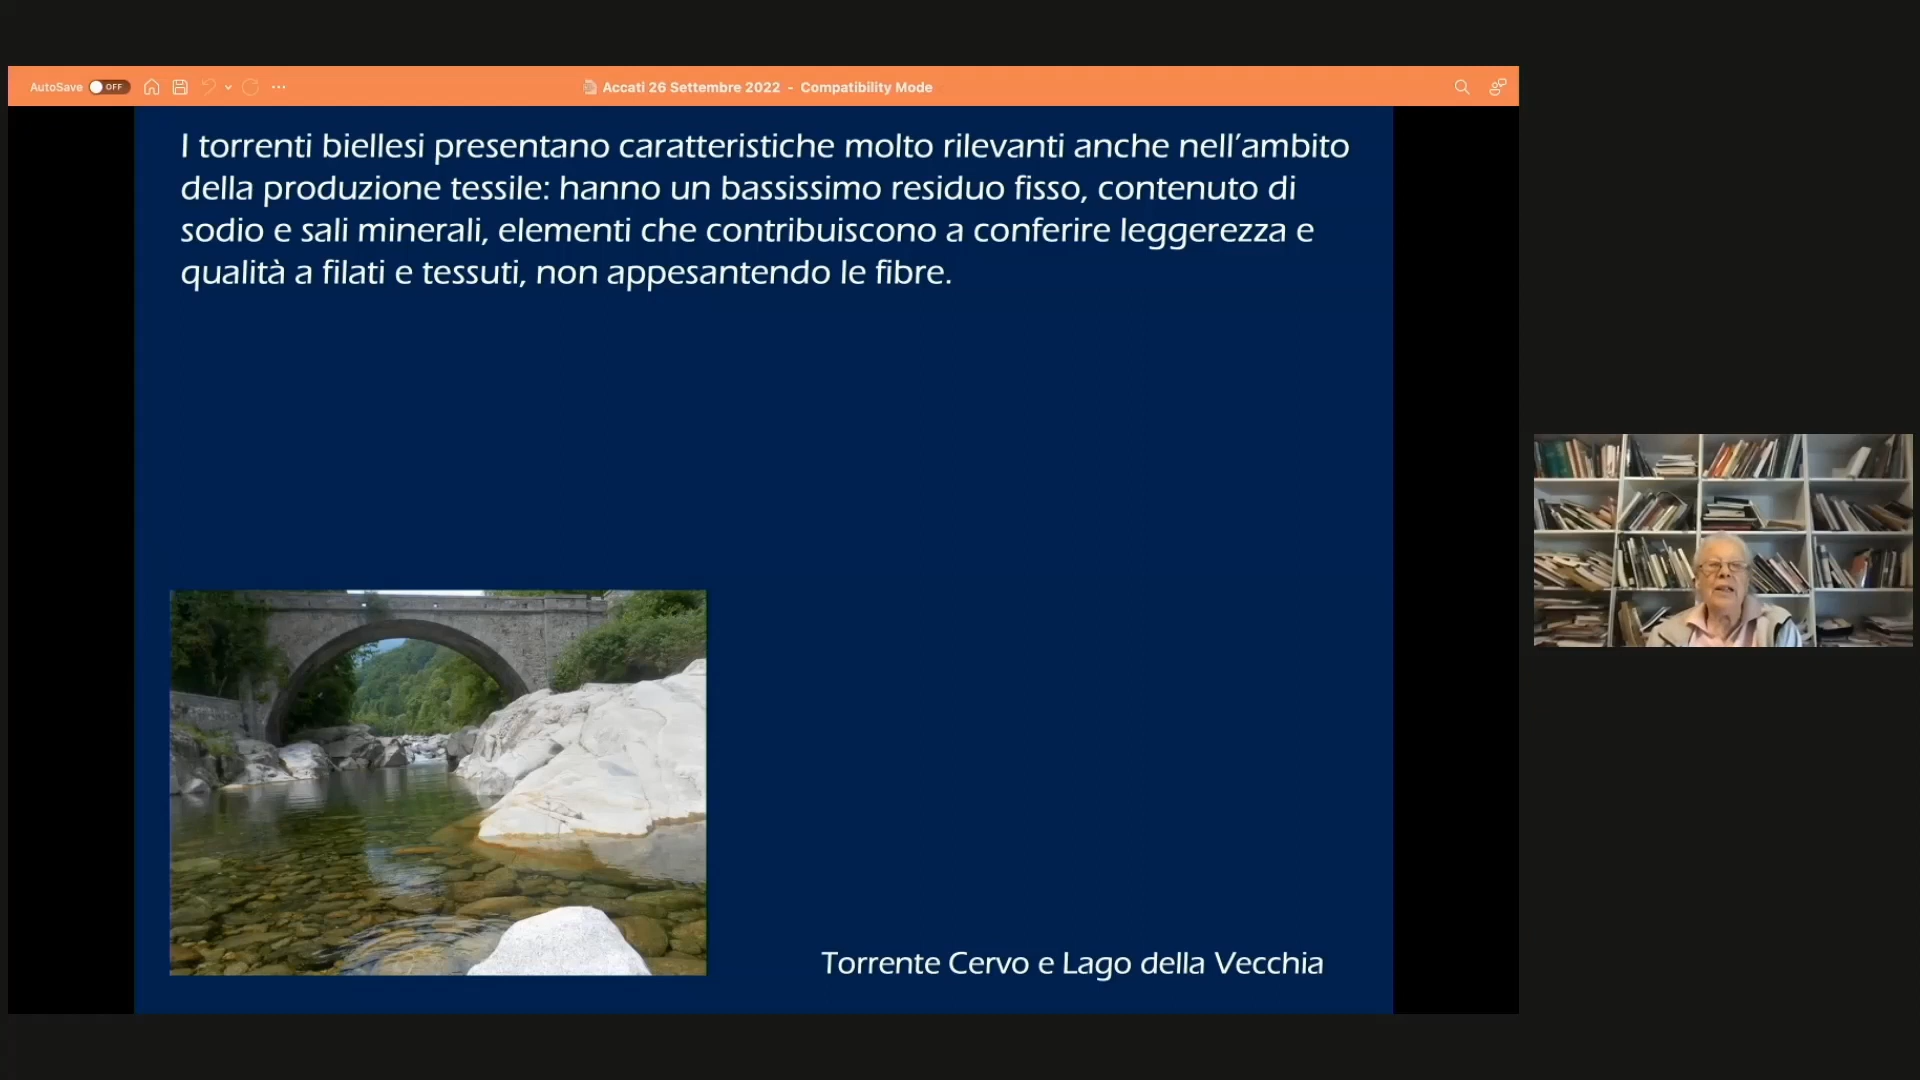 AutoSave OFF
Accati 26 Settembre 2022 - Compatibility Mode
I torrenti biellesi presentano caratteristiche molto rilevanti anche nell'ambito
della produzione tessile: hanno un bassissimo residuo fisso, contenuto di
sodio e sali minerali, elementi che contribuiscono a conferire leggerezza e
qualità a filati e tessuti, non appesantendo le fibre.
Torrente Cervo e Lago della Vecchia